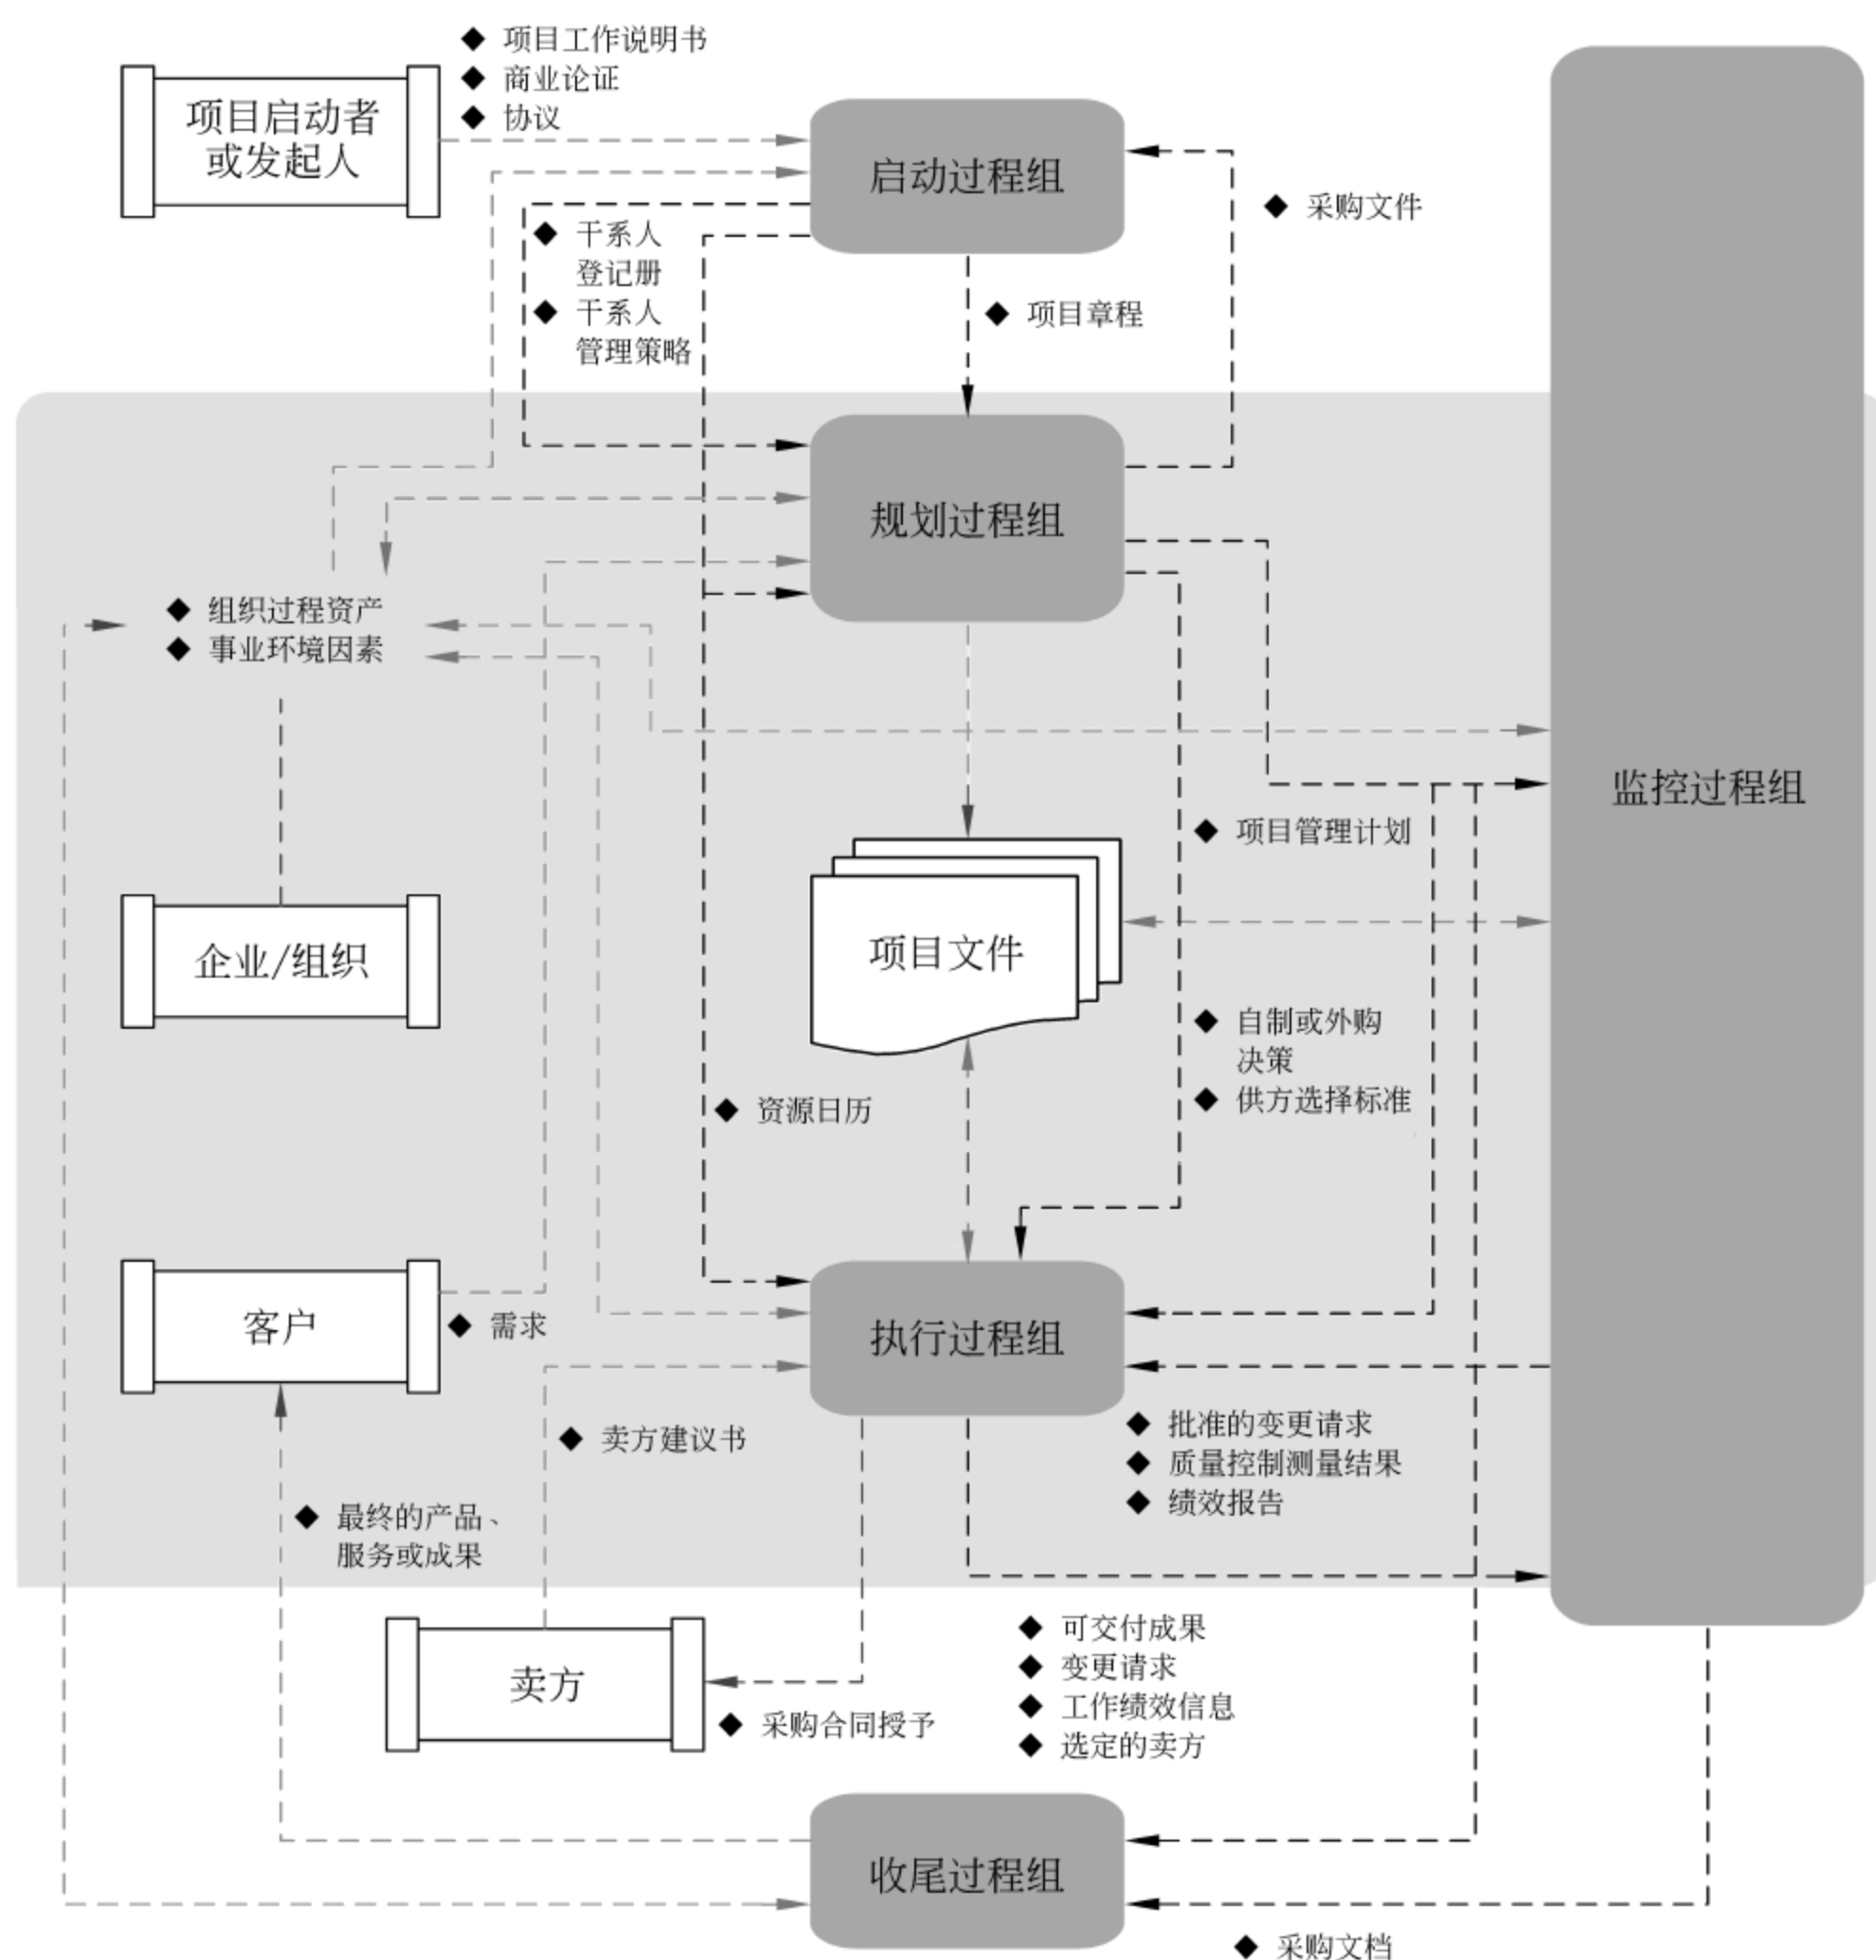 项目工作说明书
商业论证
协议
项目启动者
或发起人
启动过程组
采购文件
干系人
登记册
干系人
管理策略
项目章程
规划过程组
组织过程资产
事业环境因素
监控过程组
项目管理计划
企业/组织
项目文件
自制或外购
决策
供方选择标准
资源日历
客户
需求
执行过程组
卖方建议书
批准的变更请求
质量控制测量结果
绩效报告
最终的产品、
服务或成果
卖方
采购合同授予
可交付成果
变更请求
工作绩效信息
选定的卖方
收尾过程组
采购文档